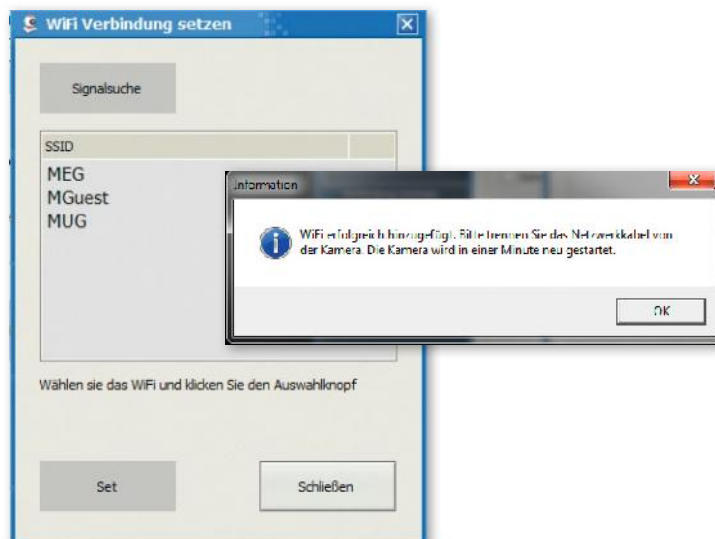 WiFi Verbindung setzen
Signalsuche
SSID
MEG
MGuest
MUG
Information
WiFi erfolgreich hinzugefügt. Bitte trennen Sie das Netzwerkkabel von
der Kamera. Die Kamera wird in einer Minute neu gestartet.
OK
Wählen sie das WiFi und klicken Sie den Auswahlknopf
Set
Schließen